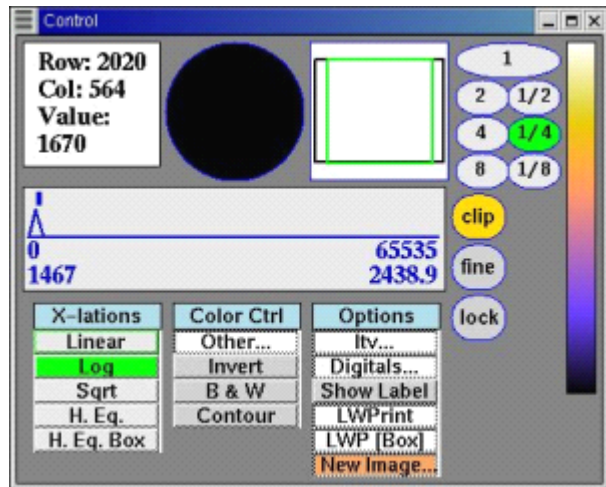 Control
Row: 2020
Col: 564
Value:
1670
1
2 1/2
4 1/4
8 1/8
clip
fine
lock
0 65535
1467 2438.9
X-lations Color Ctrl Options
Linear Other... Itv...
Log Invert Digitals...
Sqrt B & W Show Label
H. Eq. Contour LWPrint
H. Eq. Box LWP [Box]
New Image...